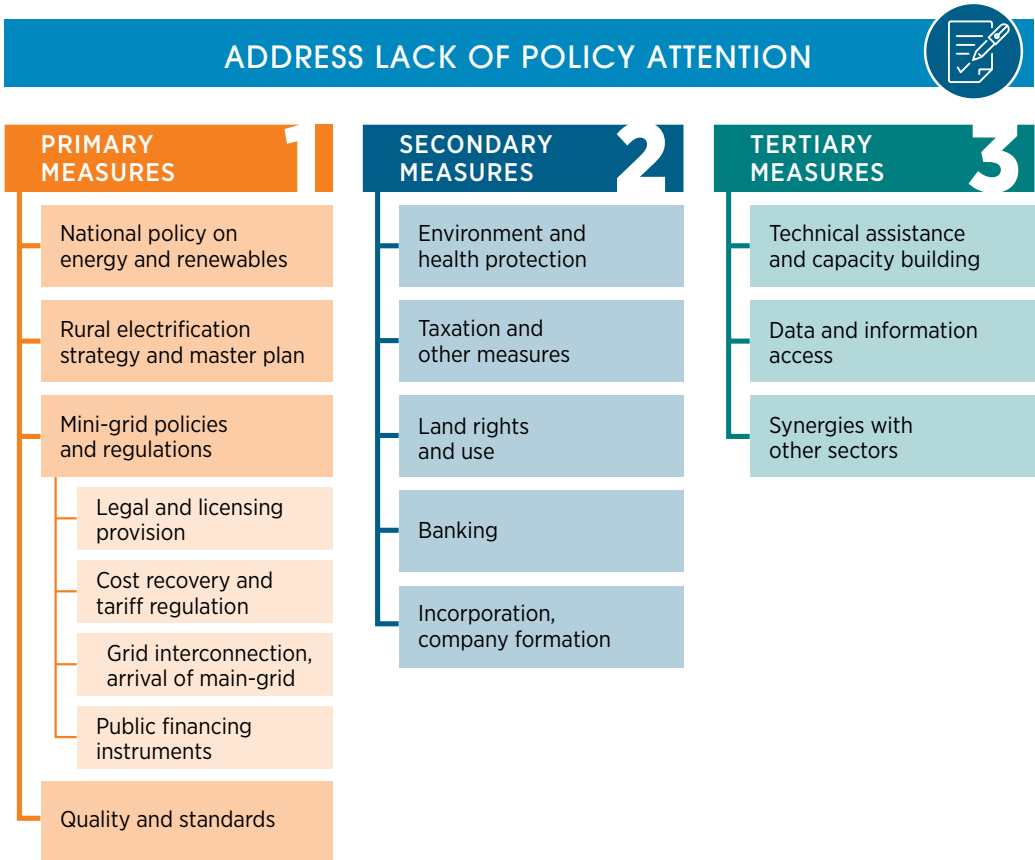 ADDRESS LACK OF POLICY ATTENTION
PRIMARY
MEASURES
1
National policy on
energy and renewables
Rural electrification
strategy and master plan
Mini-grid policies
and regulations
Legal and licensing
provision
Cost recovery and
tariff regulation
Grid interconnection,
arrival of main-grid
Public financing
instruments
Quality and standards
SECONDARY
MEASURES
2
Environment and
health protection
Taxation and
other measures
Land rights
and use
Banking
Incorporation,
company formation
TERTIARY
MEASURES
3
Technical assistance
and capacity building
Data and information
access
Synergies with
other sectors